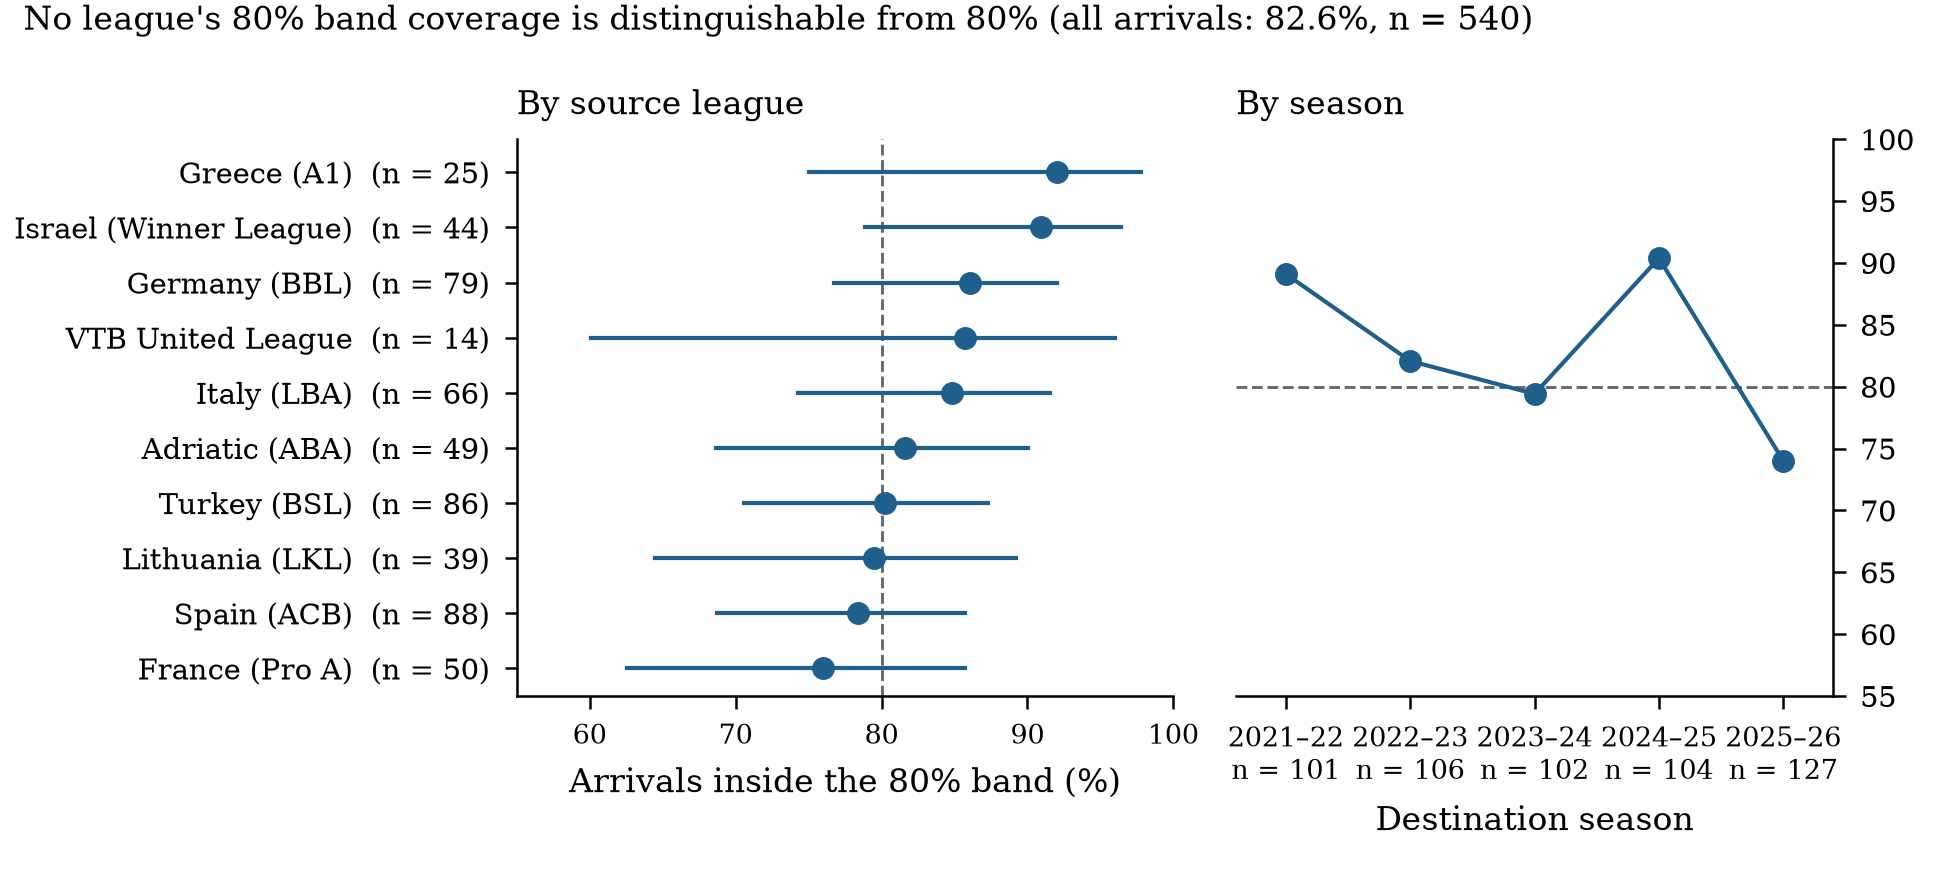 No league's 80% band coverage is distinguishable from 80% (all arrivals: 82.6%, n = 540)
By source league
Greece (A1)  (n = 25)
Israel (Winner League)  (n = 44)
Germany (BBL)  (n = 79)
VTB United League  (n = 14)
Italy (LBA)  (n = 66)
Adriatic (ABA)  (n = 49)
Turkey (BSL)  (n = 86)
Lithuania (LKL)  (n = 39)
Spain (ACB)  (n = 88)
France (Pro A)  (n = 50)
60 70 80 90 100
Arrivals inside the 80% band (%)
By season
100
95
90
85
80
75
70
65
60
55
2021–22 2022–23 2023–24 2024–25 2025–26
n = 101 n = 106 n = 102 n = 104 n = 127
Destination season